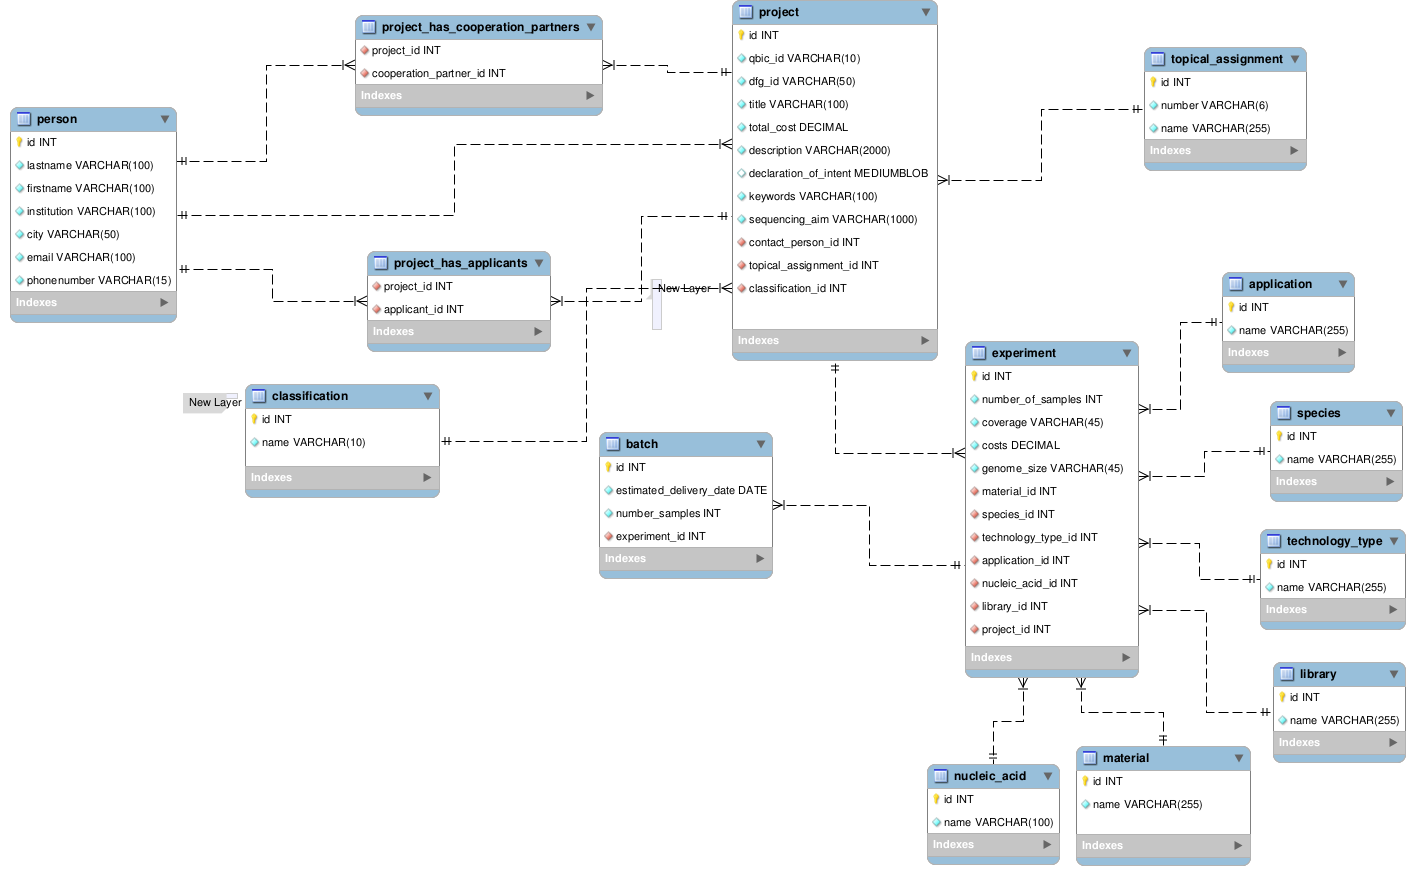 project_has_cooperation_partners
project_id INT
cooperation_partner_id INT
Indexes
project
id INT
qbic_id VARCHAR(10)
dfg_id VARCHAR(50)
title VARCHAR(100)
total_cost DECIMAL
description VARCHAR(2000)
declaration_of_intent MEDIUMBLOB
keywords VARCHAR(100)
sequencing_aim VARCHAR(1000)
contact_person_id INT
topical_assignment_id INT
classification_id INT
Indexes
topical_assignment
id INT
number VARCHAR(6)
name VARCHAR(255)
Indexes
person
id INT
lastname VARCHAR(100)
firstname VARCHAR(100)
institution VARCHAR(100)
city VARCHAR(50)
email VARCHAR(100)
phonenumber VARCHAR(15)
Indexes
project_has_applicants
project_id INT
applicant_id INT
Indexes
New Layer
application
id INT
name VARCHAR(255)
Indexes
experiment
id INT
number_of_samples INT
coverage VARCHAR(45)
costs DECIMAL
genome_size VARCHAR(45)
material_id INT
species_id INT
technology_type_id INT
application_id INT
nucleic_acid_id INT
library_id INT
project_id INT
Indexes
New Layer
classification
id INT
name VARCHAR(10)
Indexes
batch
id INT
estimated_delivery_date DATE
number_samples INT
experiment_id INT
Indexes
species
id INT
name VARCHAR(255)
Indexes
technology_type
id INT
name VARCHAR(255)
Indexes
library
id INT
name VARCHAR(255)
Indexes
nucleic_acid
id INT
name VARCHAR(100)
Indexes
material
id INT
name VARCHAR(255)
Indexes